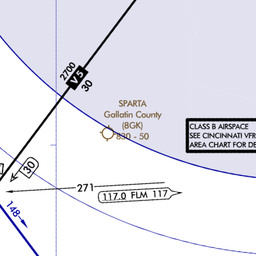 2700
V5
30
SPARTA
Gallatin County
(8GK)
830 - 50
CLASS B AIRSPACE
SEE CINCINNATI VFR
AREA CHART FOR DE
30
271
117.0 FLM 117
148